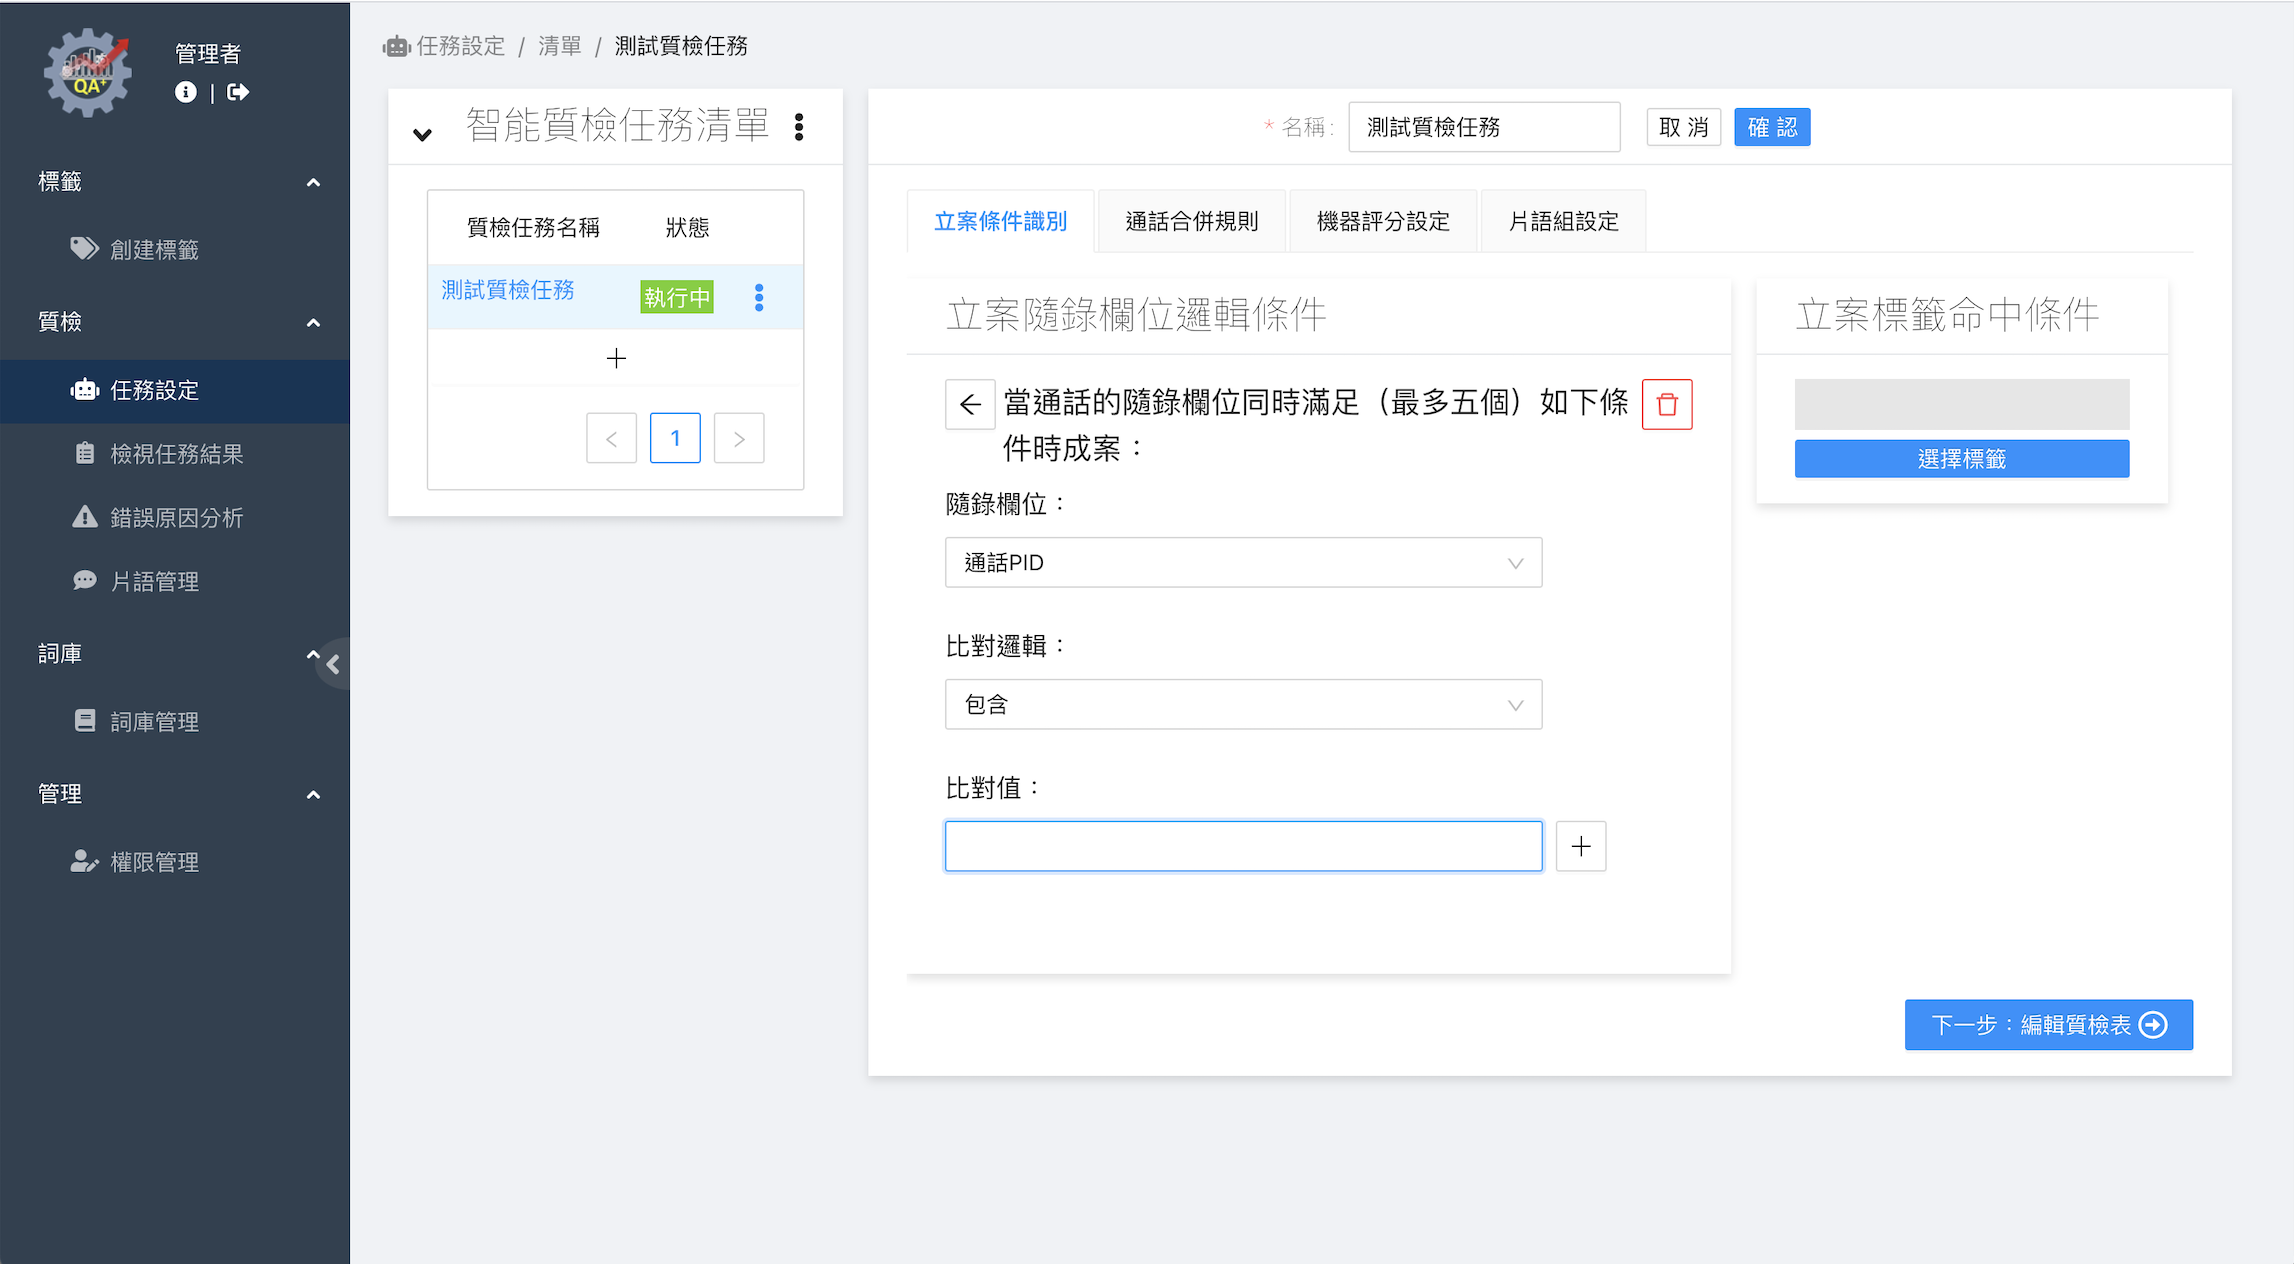 QA+
管理者
標籤
創建標籤
質檢
任務設定
檢視任務結果
錯誤原因分析
片語管理
詞庫
詞庫管理
管理
權限管理
任務設定 / 清單 / 測試質檢任務
智能質檢任務清單
質檢任務名稱 狀態
測試質檢任務 執行中
1
* 名稱: 測試質檢任務 取 消 確 認
立案條件識別 通話合併規則 機器評分設定 片語組設定
立案隨錄欄位邏輯條件
當通話的隨錄欄位同時滿足（最多五個）如下條
件時成案：
隨錄欄位：
通話PID
比對邏輯：
包含
比對值：
立案標籤命中條件
選擇標籤
下一步：編輯質檢表